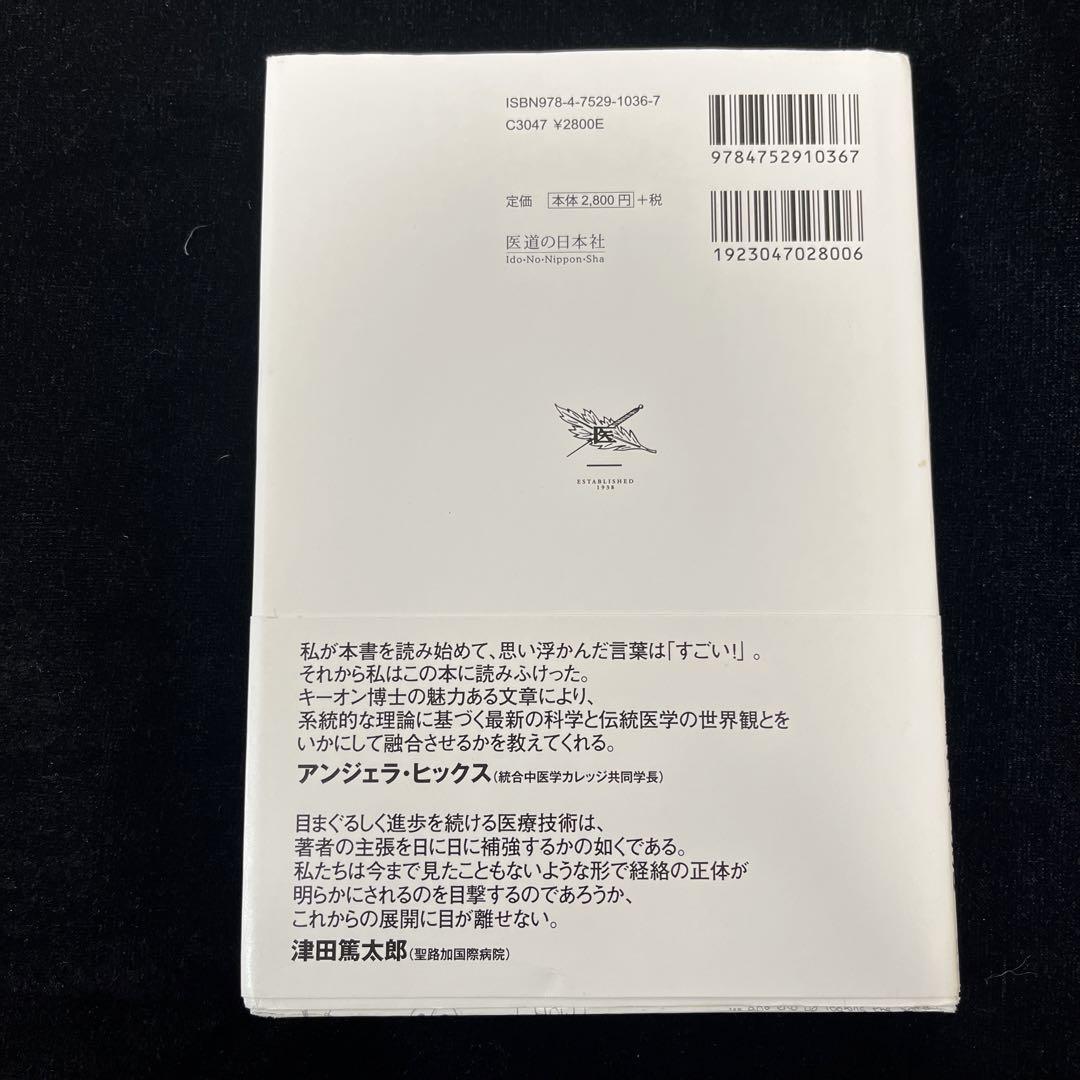 ISBN978-4-7529-1036-7
C3047 ¥2800E
9784752910367
定価 本体2,800円+税
1923047028006
医道の日本社
Ido・No・Nippon・Sha
医
ESTABLISHED
1938
私が本書を読み始めて、思い浮かんだ言葉は「すごい!」。
それから私はこの本に読みふけった。
キーオン博士の魅力ある文章により、
系統的な理論に基づく最新の科学と伝統医学の世界観とを
いかにして融合させるかを教えてくれる。
アンジェラ・ヒックス(統合中医学カレッジ共同学長)
目まぐるしく進歩を続ける医療技術は、
著者の主張を日に日に補強するかの如くである。
私たちは今まで見たこともないような形で経絡の正体が
明らかにされるのを目撃するのであろうか、
これからの展開に目が離せない。
津田篤太郎(聖路加国際病院)